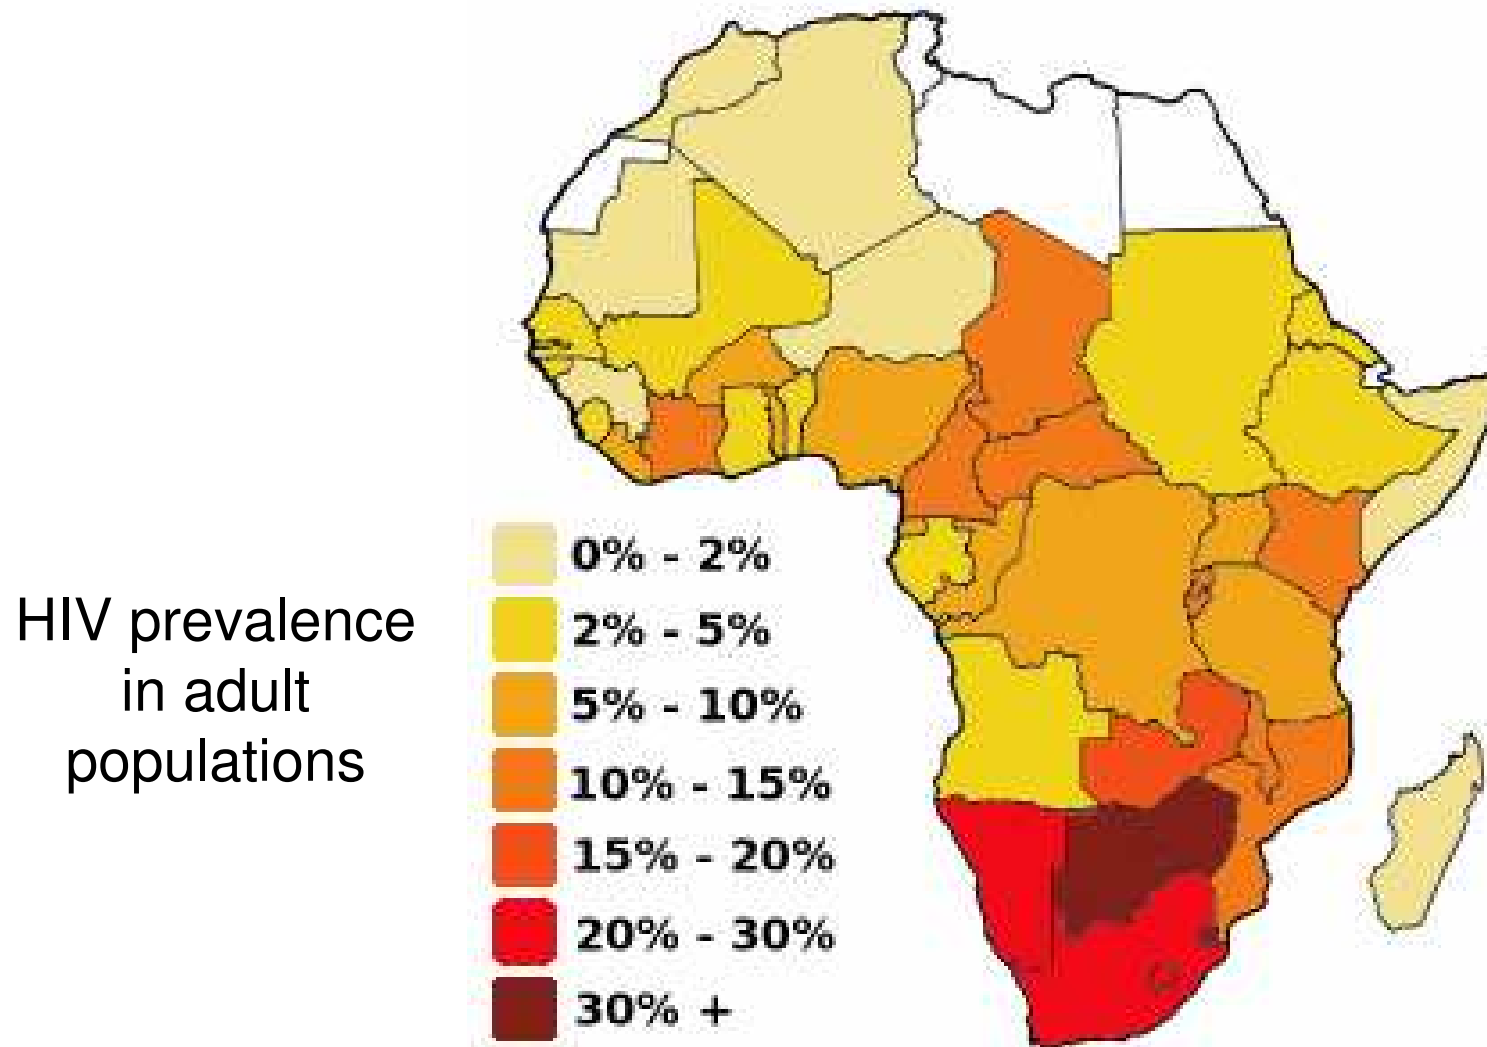 HIV prevalence
in adult
populations
0% - 2%
2% - 5%
5% - 10%
10% - 15%
15% - 20%
20% - 30%
30% +